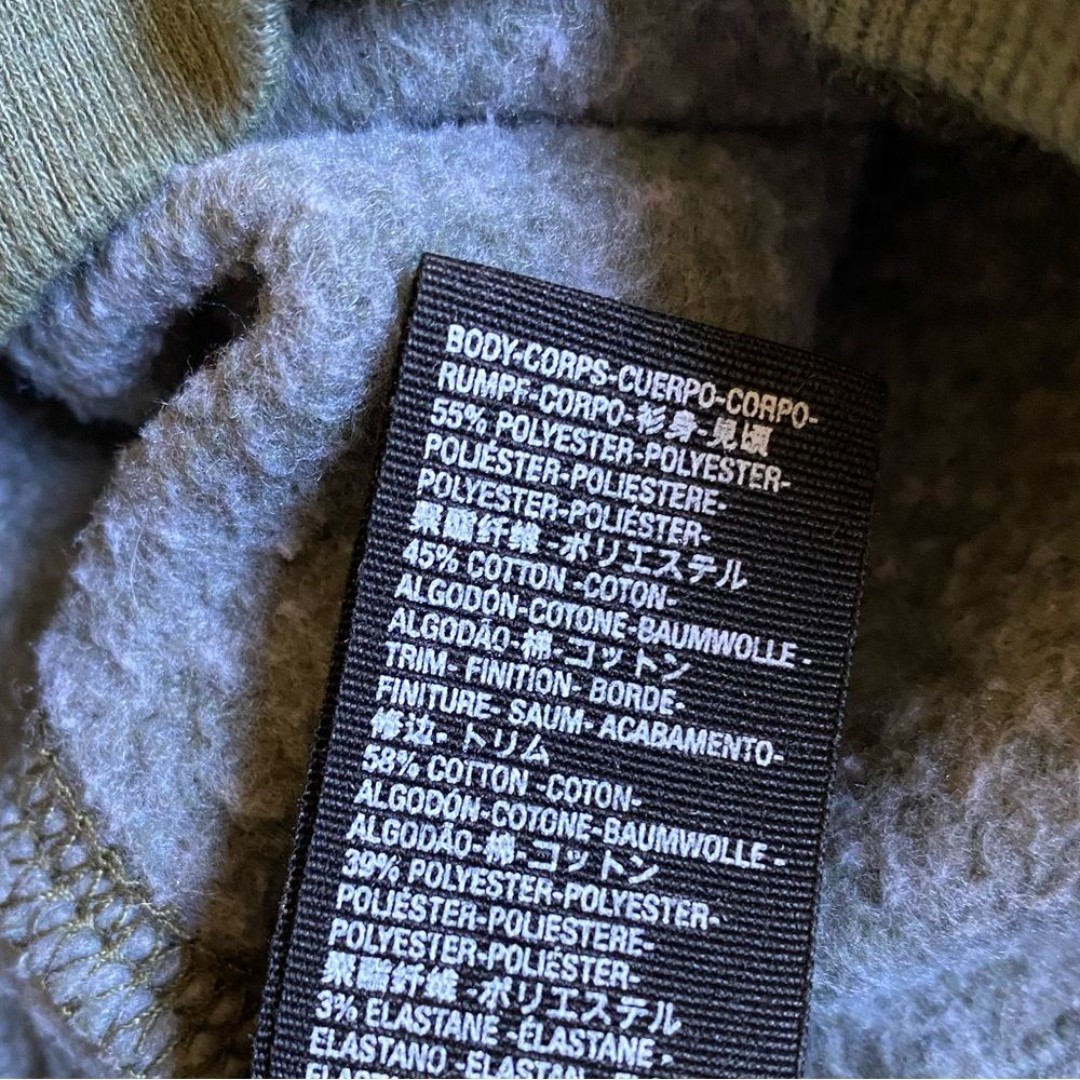 BODY-CORPS-CUERPO-CORPO-
RUMPF-CORPO-衫身-見頃
55% POLYESTER-POLYESTER-
POLIÉSTER-POLIESTERE-
POLYESTER-POLIÉSTER-
聚酯纤维 -ポリエステル
45% COTTON -COTON-
ALGODÓN-COTONE-BAUMWOLLE -
ALGODÃO-棉-コットン
TRIM- FINITION- BORDE-
FINITURE- SAUM- ACABAMENTO-
修边- トリム
58% COTTON -COTON-
ALGODÓN-COTONE-BAUMWOLLE -
ALGODÃO-棉-コットン
39% POLYESTER-POLYESTER-
POLIÉSTER-POLIESTERE-
POLYESTER-POLIÉSTER-
聚酯纤维 -ポリエステル
3% ELASTANE -ÉLASTANE -
ELASTANO -ELASTAN-